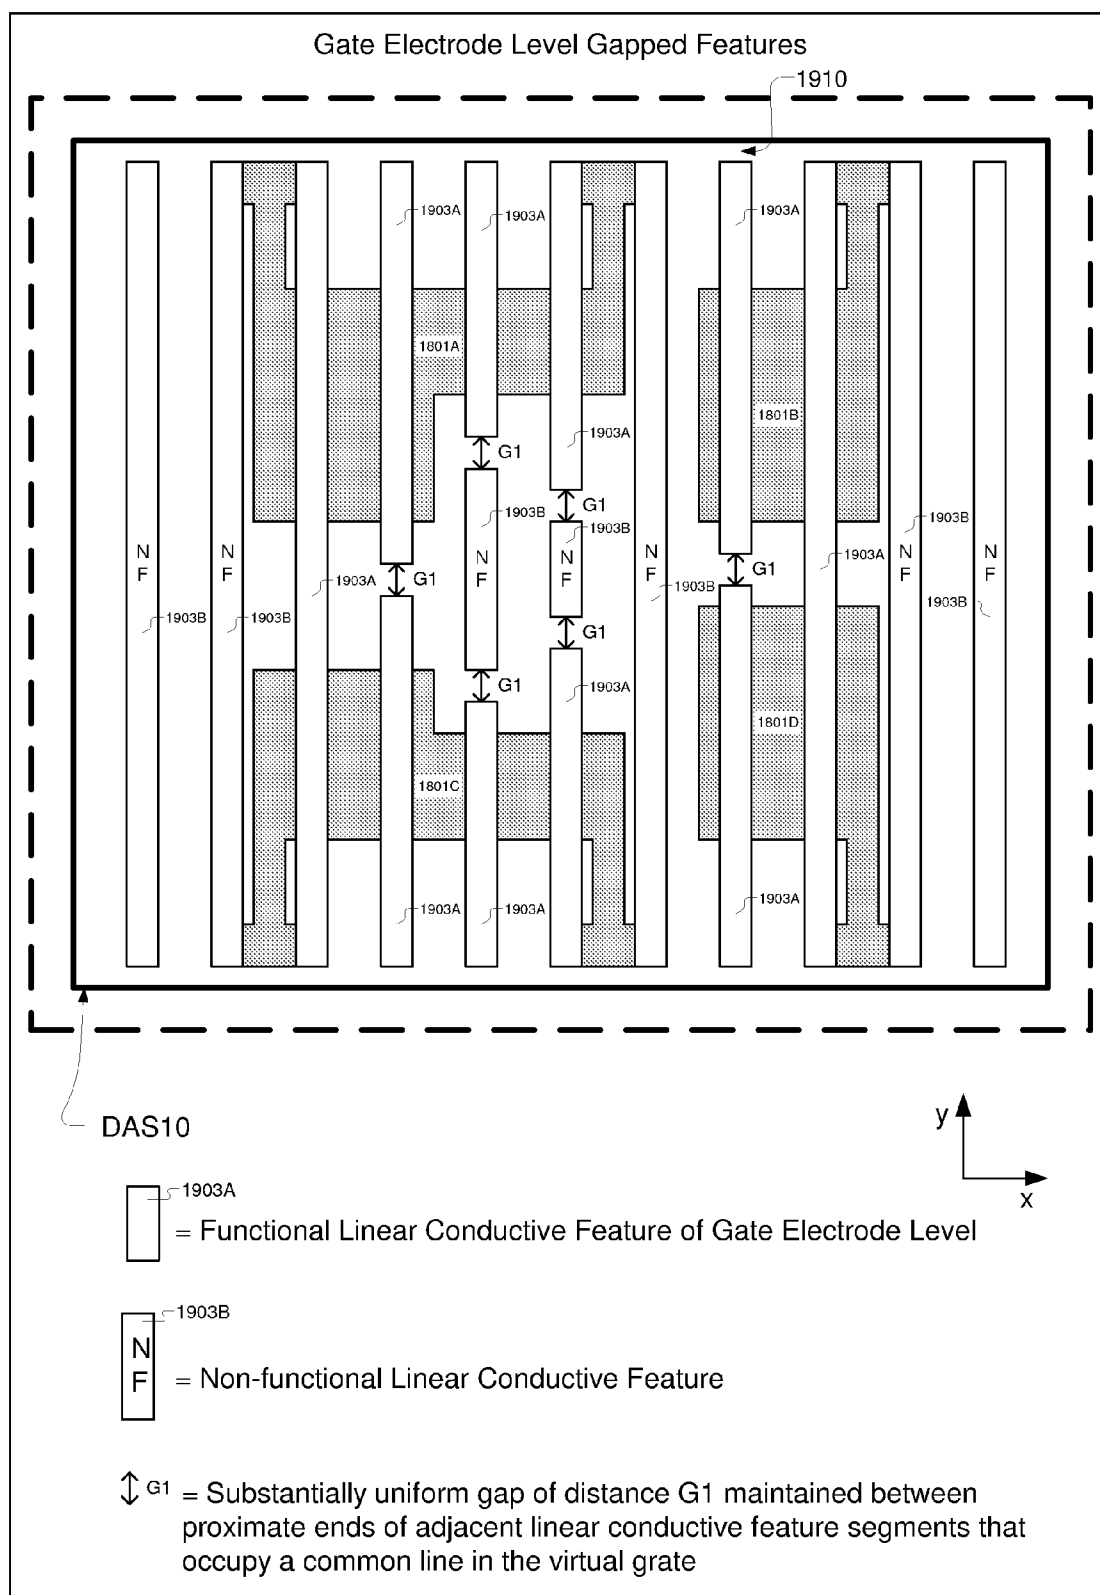 Gate Electrode Level Gapped Features
1910
1903A
1903A
1903A
1801A
1801B
1903A
G1
G1
1903B
1903B
1903B
N
F
N
F
N
F
N
F
N
F
N
F
1903A
1903A
G1
G1
1903B
1903B
1903B
1903B
G1
1903A
G1
1801D
1801C
1903A
1903A
1903A
DAS10
y
x
1903A
= Functional Linear Conductive Feature of Gate Electrode Level
1903B
N
F
= Non-functional Linear Conductive Feature
G1 = Substantially uniform gap of distance G1 maintained between
proximate ends of adjacent linear conductive feature segments that
occupy a common line in the virtual grate